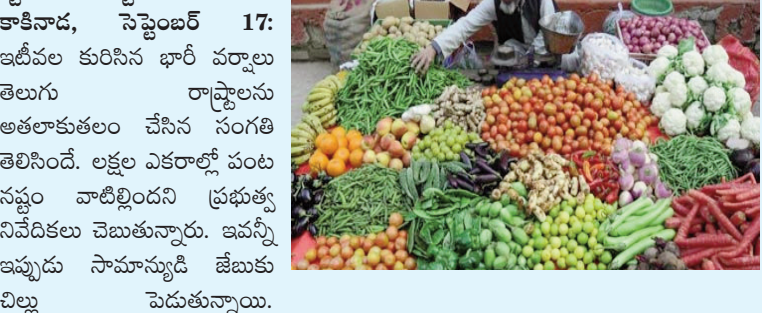 కాకినాడ, సెప్టెంబర్ 17:
ఇటీవల కురిసిన భారీ వర్షాలు
తెలుగు రాష్ట్రాలను
అతలాకుతలం చేసిన సంగతి
తెలిసిందే. లక్షల ఎకరాల్లో పంట
నష్టం వాటిల్లిందని ప్రభుత్వ
నివేదికలు చెబుతున్నారు. ఇవన్నీ
ఇప్పుడు సామాన్యుడి జేబుకు
చిల్లు పెడుతున్నాయి.